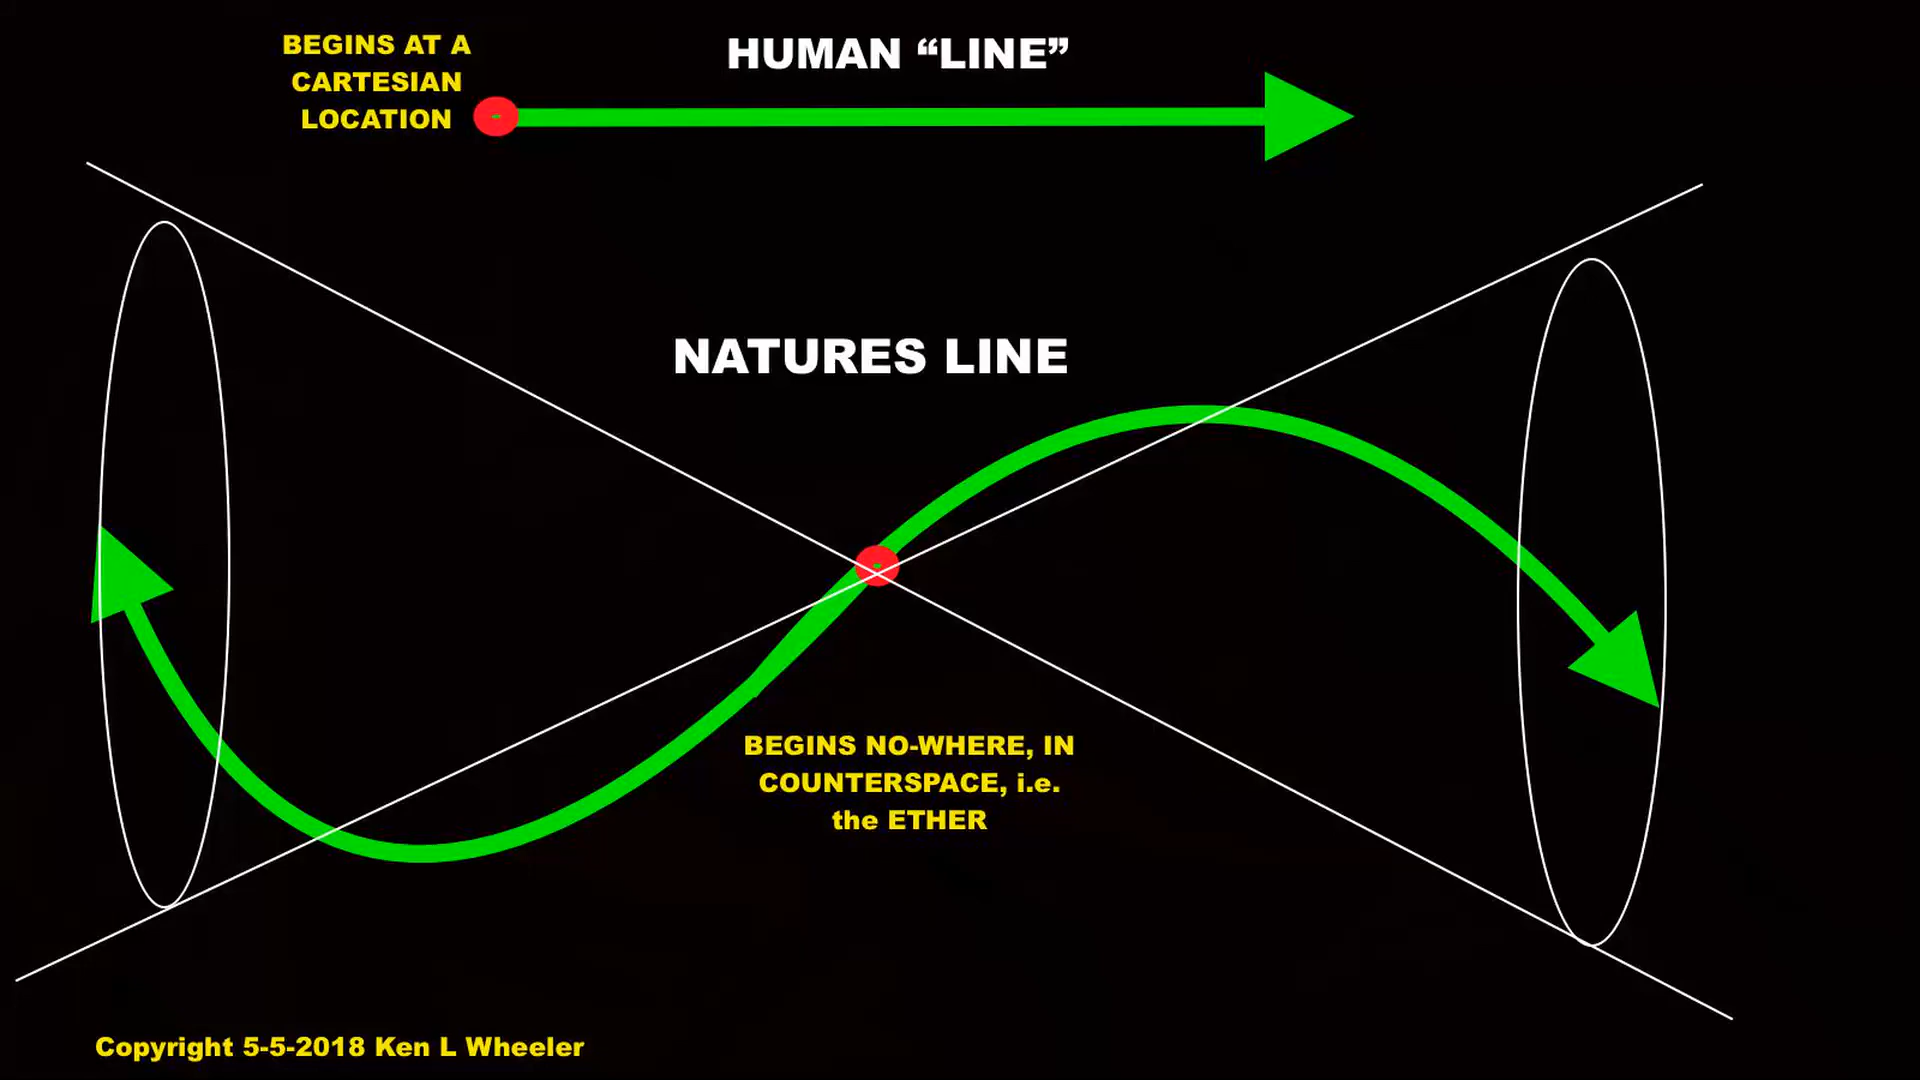 BEGINS AT A
CARTESIAN
LOCATION
HUMAN “LINE”
NATURES LINE
BEGINS NO-WHERE, IN
COUNTERSPACE, i.e.
the ETHER
Copyright 5-5-2018 Ken L Wheeler